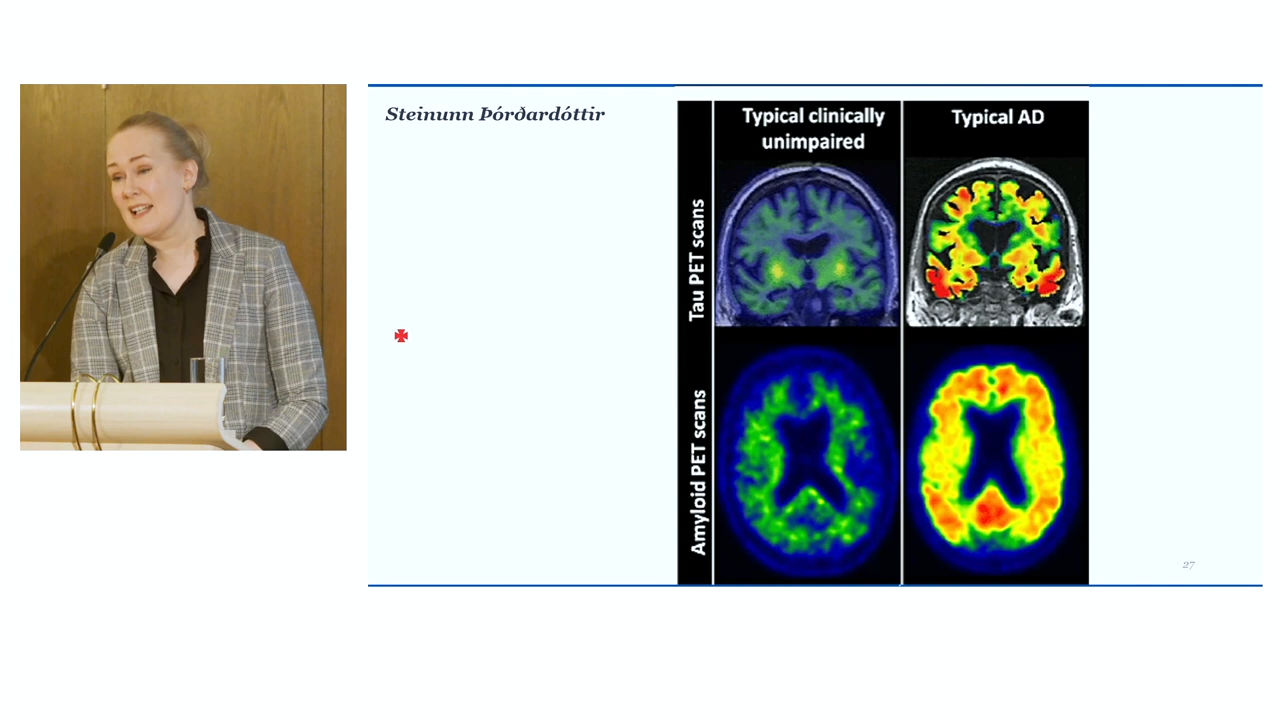 Steinunn Þórðardóttir
Typical clinically
unimpaired
Typical AD
Tau PET scans
Amyloid PET scans
27